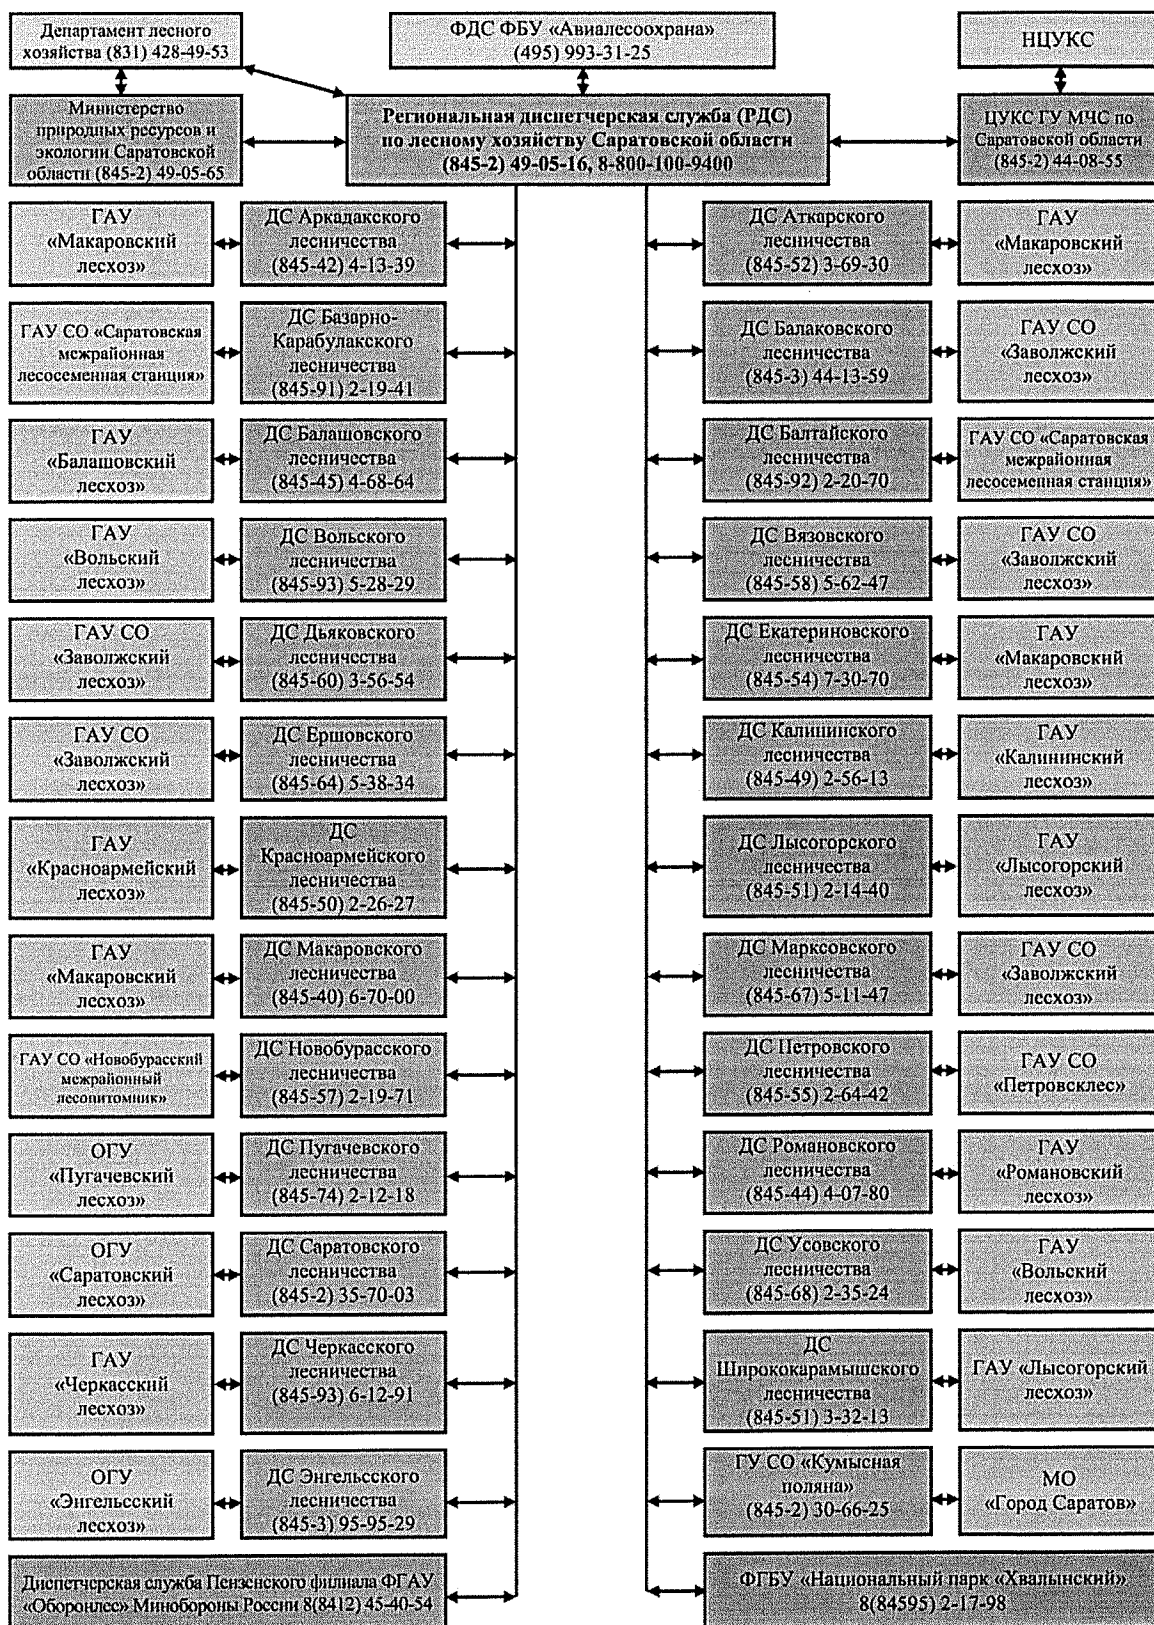 Департамент лесного
хозяйства (831) 428-49-53
ФДС ФБУ «Авиалесоохрана»
(495) 993-31-25
НЦУКС
Министерство
природных ресурсов и
экологии Саратовской
области (845-2) 49-05-65
Региональная диспетчерская служба (РДС)
по лесному хозяйству Саратовской области
(845-2) 49-05-16, 8-800-100-9400
ЦУКС ГУ МЧС по
Саратовской области
(845-2) 44-08-55
ГАУ
«Макаровский
лесхоз»
ДС Аркадакского
лесничества
(845-42) 4-13-39
ДС Аткарского
лесничества
(845-52) 3-69-30
ГАУ
«Макаровский
лесхоз»
ГАУ СО «Саратовская
межрайонная
лесосеменная станция»
ДС Базарно-
Карабулакского
лесничества
(845-91) 2-19-41
ДС Балаковского
лесничества
(845-3) 44-13-59
ГАУ СО
«Заволжский
лесхоз»
ГАУ
«Балашовский
лесхоз»
ДС Балашовского
лесничества
(845-45) 4-68-64
ДС Балтайского
лесничества
(845-92) 2-20-70
ГАУ СО «Саратовская
межрайонная
лесосеменная станция»
ГАУ
«Вольский
лесхоз»
ДС Вольского
лесничества
(845-93) 5-28-29
ДС Вязовского
лесничества
(845-58) 5-62-47
ГАУ СО
«Заволжский
лесхоз»
ГАУ СО
«Заволжский
лесхоз»
ДС Дьяковского
лесничества
(845-60) 3-56-54
ДС Екатериновского
лесничества
(845-54) 7-30-70
ГАУ
«Макаровский
лесхоз»
ГАУ СО
«Заволжский
лесхоз»
ДС Ершовского
лесничества
(845-64) 5-38-34
ДС Калининского
лесничества
(845-49) 2-56-13
ГАУ
«Калининский
лесхоз»
ГАУ
«Красноармейский
лесхоз»
ДС
Красноармейского
лесничества
(845-50) 2-26-27
ДС Лысогорского
лесничества
(845-51) 2-14-40
ГАУ
«Лысогорский
лесхоз»
ГАУ
«Макаровский
лесхоз»
ДС Макаровского
лесничества
(845-40) 6-70-00
ДС Марксовского
лесничества
(845-67) 5-11-47
ГАУ СО
«Заволжский
лесхоз»
ГАУ СО «Новобурасский
межрайонный
лесопитомник»
ДС Новобурасского
лесничества
(845-57) 2-19-71
ДС Петровского
лесничества
(845-55) 2-64-42
ГАУ СО
«Петровсклес»
ОГУ
«Пугачевский
лесхоз»
ДС Пугачевского
лесничества
(845-74) 2-12-18
ДС Романовского
лесничества
(845-44) 4-07-80
ГАУ
«Романовский
лесхоз»
ОГУ
«Саратовский
лесхоз»
ДС Саратовского
лесничества
(845-2) 35-70-03
ДС Усовского
лесничества
(845-68) 2-35-24
ГАУ
«Вольский
лесхоз»
ГАУ
«Черкасский
лесхоз»
ДС Черкасского
лесничества
(845-93) 6-12-91
ДС
Ширококарамышского
лесничества
(845-51) 3-32-13
ГАУ «Лысогорский
лесхоз»
ОГУ
«Энгельсский
лесхоз»
ДС Энгельсского
лесничества
(845-3) 95-95-29
ГУ СО «Кумысная
поляна»
(845-2) 30-66-25
МО
«Город Саратов»
Диспетчерская служба Пензенского филиала ФГАУ
«Оборонлес» Минобороны России 8(8412) 45-40-54
ФГБУ «Национальный парк «Хвалынский»
8(84595) 2-17-98